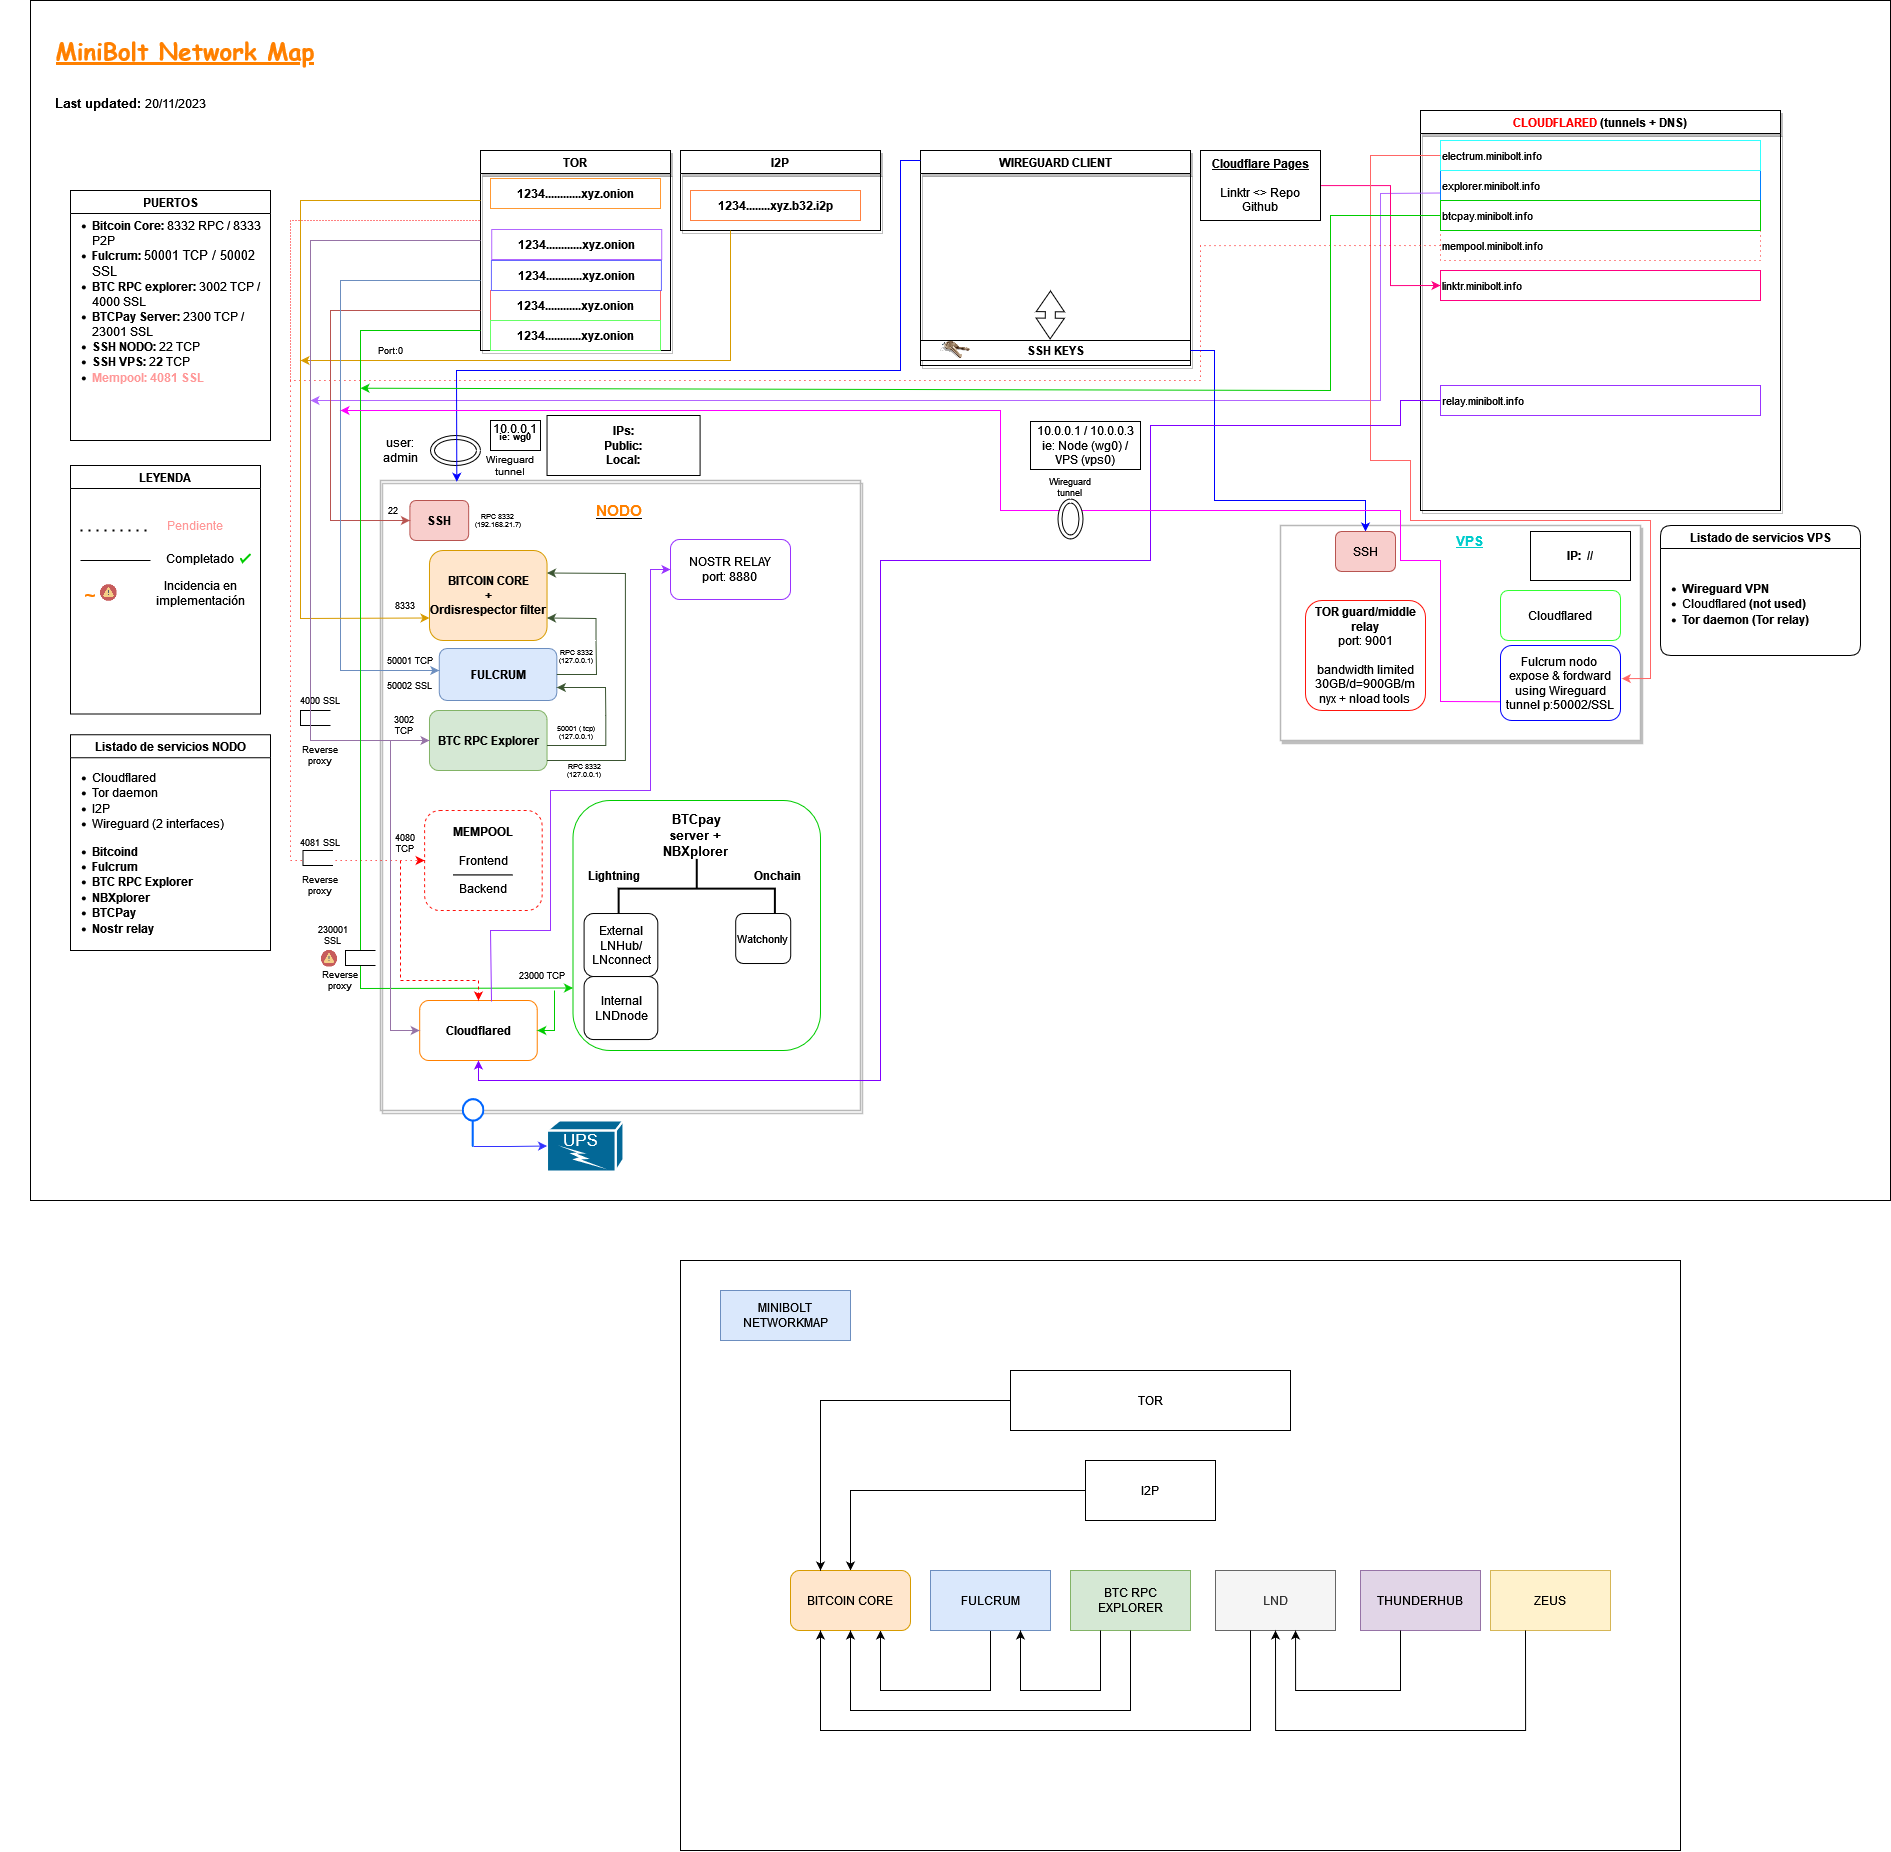 MiniBolt Network Map
Last updated: 20/11/2023
PUERTOS
Bitcoin Core: 8332 RPC / 8333
P2P
Fulcrum: 50001 TCP / 50002
SSL
BTC RPC explorer: 3002 TCP /
4000 SSL
BTCPay Server: 2300 TCP /
23001 SSL
SSH NODO: 22 TCP
SSH VPS: 22 TCP
Mempool: 4081 SSL
LEYENDA
Pendiente
Completado
Incidencia en
implementación
~
Listado de servicios NODO
Cloudflared
Tor daemon
I2P
Wireguard (2 interfaces)
Bitcoind
Fulcrum
BTC RPC Explorer
NBXplorer
BTCPay
Nostr relay
TOR
1234............xyz.onion
1234............xyz.onion
1234............xyz.onion
1234............xyz.onion
1234............xyz.onion
I2P
1234........xyz.b32.i2p
WIREGUARD CLIENT
SSH KEYS
Cloudflare Pages
Linktr <> Repo
Github
CLOUDFLARED (tunnels + DNS)
electrum.minibolt.info
explorer.minibolt.info
btcpay.minibolt.info
mempool.minibolt.info
linktr.minibolt.info
relay.minibolt.info
Port:0
user:
admin
10.0.0.1
ie: wg0
Wireguard
tunnel
IPs:
Public:
Local:
10.0.0.1 / 10.0.0.3
ie: Node (wg0) /
VPS (vps0)
Wireguard
tunnel
NODO
22
SSH
RPC 8332
(192.168.21.7)
BITCOIN CORE
+
Ordisrespector filter
8333
NOSTR RELAY
port: 8880
50001 TCP
50002 SSL
FULCRUM
RPC 8332
(127.0.0.1)
4000 SSL
Reverse
proxy
3002
TCP
BTC RPC Explorer
50001 ( tcp)
(127.0.0.1)
RPC 8332
(127.0.0.1)
4081 SSL
Reverse
proxy
4080
TCP
MEMPOOL
Frontend
Backend
BTCpay
server +
NBXplorer
Lightning
Onchain
External
LNHub/
LNconnect
Watchonly
Internal
LNDnode
230001
SSL
Reverse
proxy
23000 TCP
Cloudflared
UPS
VPS
SSH
IP: //
TOR guard/middle
relay
port: 9001
bandwidth limited
30GB/d=900GB/m
nyx + nload tools
Cloudflared
Fulcrum nodo
expose & fordward
using Wireguard
tunnel p:50002/SSL
Listado de servicios VPS
Wireguard VPN
Cloudflared (not used)
Tor daemon (Tor relay)
MINIBOLT
NETWORKMAP
TOR
I2P
BITCOIN CORE
FULCRUM
BTC RPC
EXPLORER
LND
THUNDERHUB
ZEUS